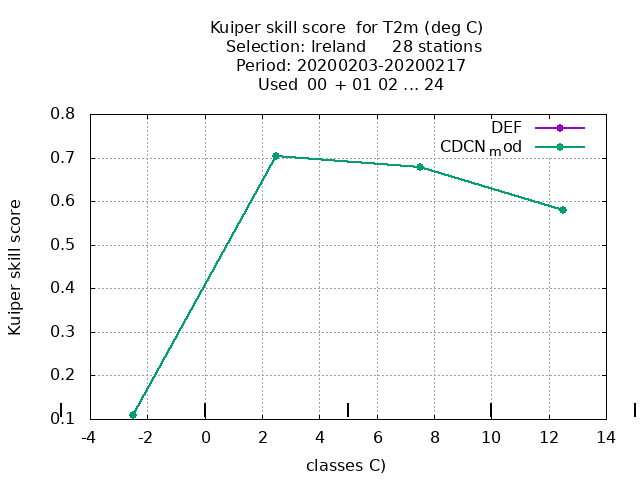 Kuiper skill score  for T2m (deg C)
Selection: Ireland     28 stations
Period: 20200203-20200217
Used  00  + 01 02 ... 24
DEF
CDCNmod
Kuiper skill score
0.8
0.7
0.6
0.5
0.4
0.3
0.2
0.1
-4 -2 0 2 4 6 8 10 12 14
classes C)